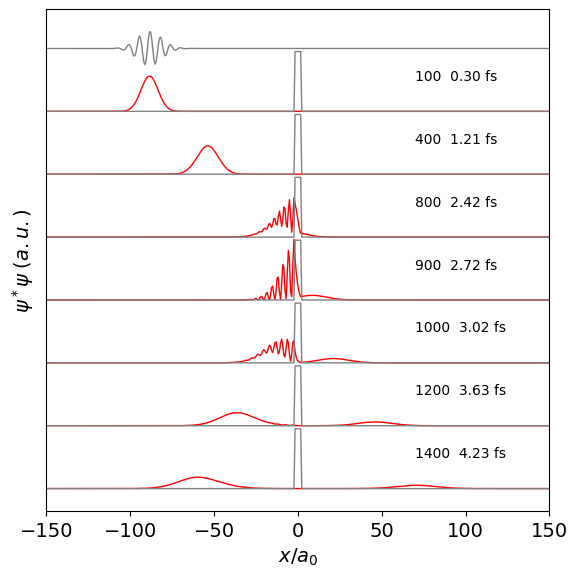 100  0.30 fs
400  1.21 fs
800  2.42 fs
900  2.72 fs
1000  3.02 fs
1200  3.63 fs
1400  4.23 fs
ψ*ψ (a.u.)
−150 −100 −50 0 50 100 150
x/a₀